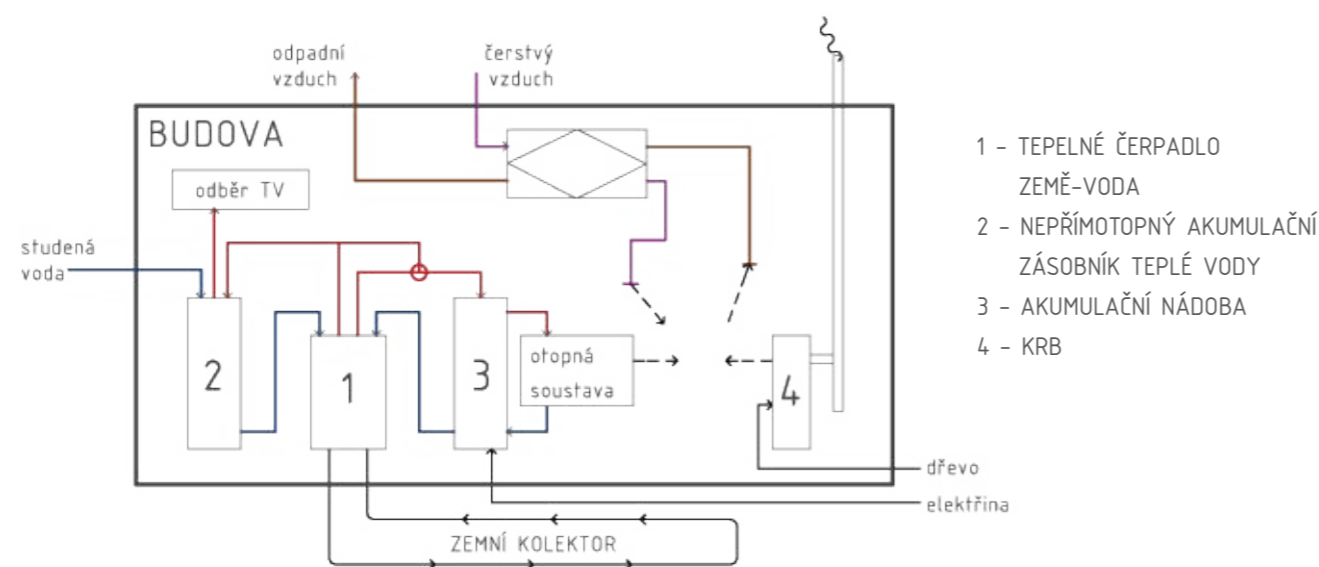 odpadní
vzduch
čerstvý
vzduch
BUDOVA
odběr TV
studená
voda
2
1
3
otopná
soustava
4
dřevo
elektřina
ZEMNÍ KOLEKTOR
1 – TEPELNÉ ČERPADLO
ZEMĚ-VODA
2 – NEPŘÍMOTOPNÝ AKUMULAČNÍ
ZÁSOBNÍK TEPLÉ VODY
3 – AKUMULAČNÍ NÁDOBA
4 – KRB